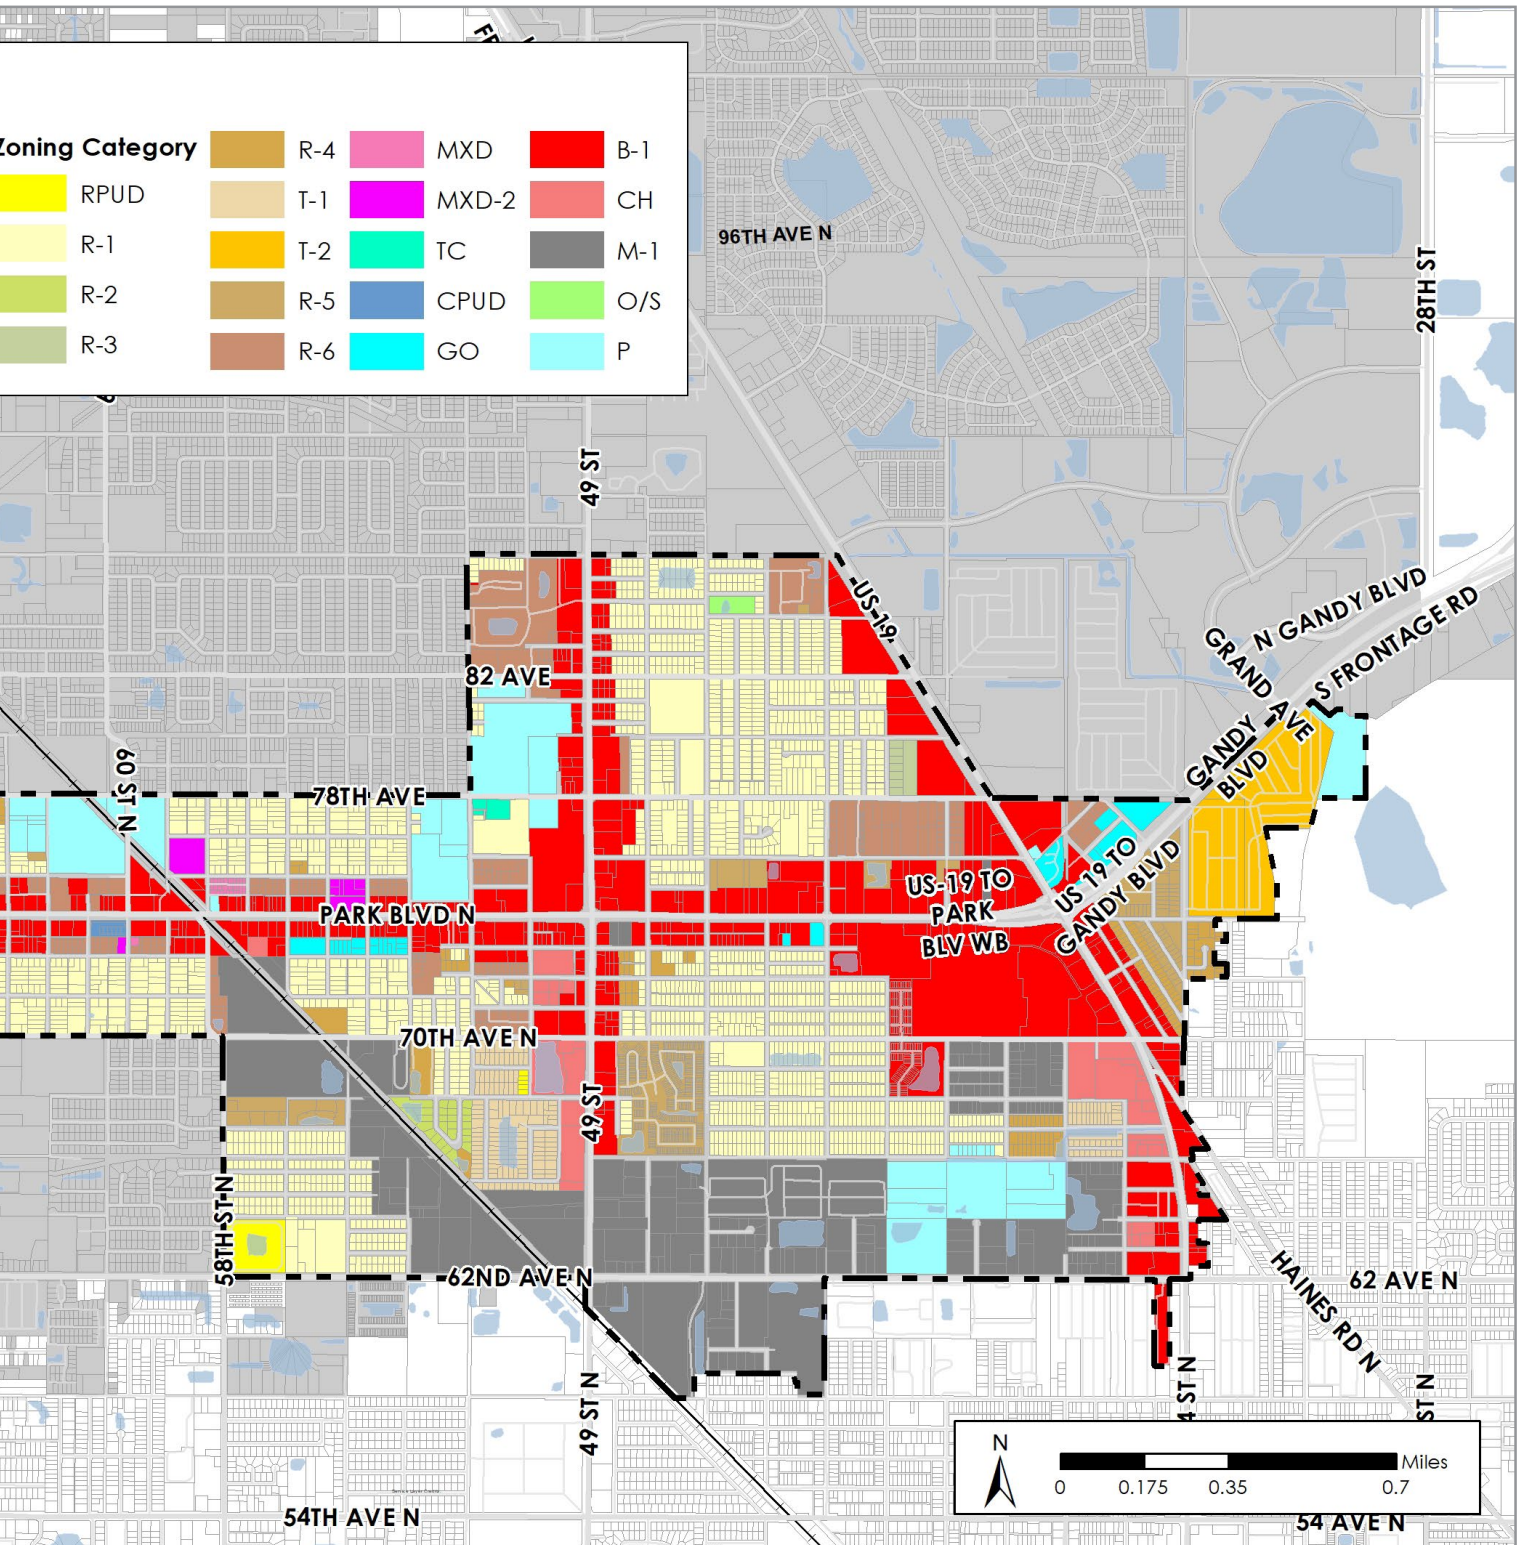 Zoning Category
RPUD
R-1
R-2
R-3
R-4
T-1
T-2
R-5
R-6
MXD
MXD-2
TC
CPUD
GO
B-1
CH
M-1
O/S
P
96TH AVE N
28TH ST
49 ST
US-19
N GANDY BLVD
S FRONTAGE RD
GRAND AVE
82 AVE
GANDY
BLVD
60 ST N
78TH AVE
US-19 TO
PARK
BLV WB
US 19 TO
GANDY BLVD
PARK BLVD N
70TH AVE N
49 ST
58TH ST N
62ND AVE N
62 AVE N
HAINES RD N
49 ST N
4 ST N
ST N
N
Miles
0
0.175
0.35
0.7
54TH AVE N
54 AVE N